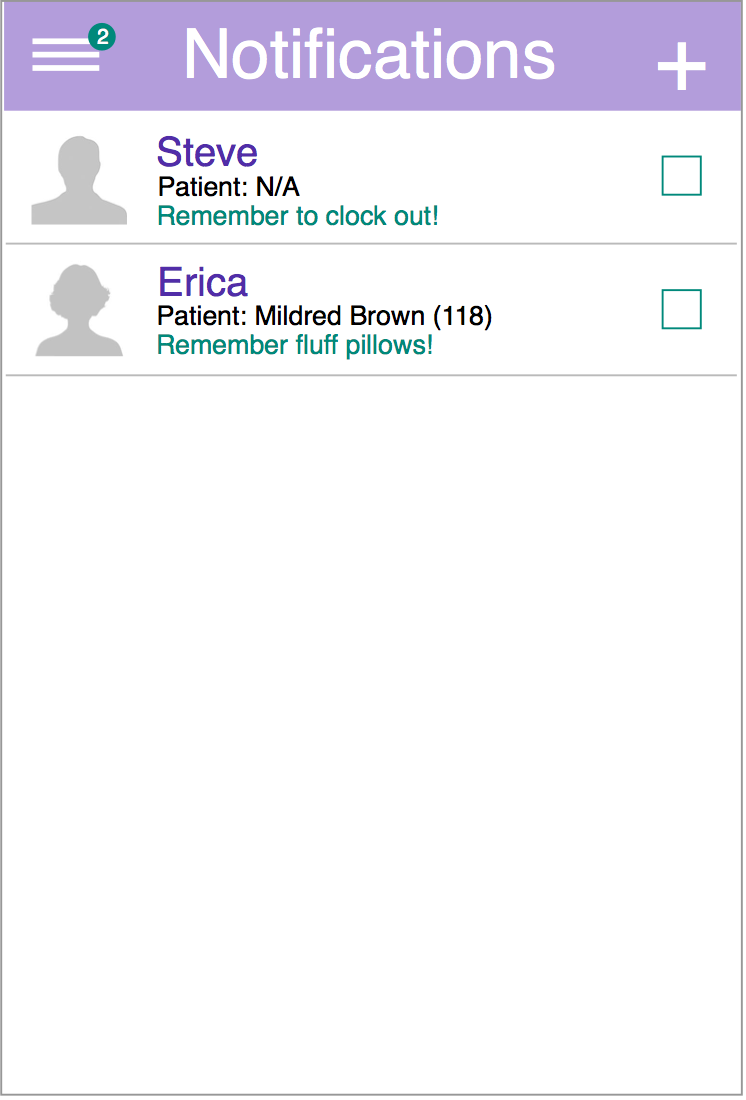 2
Notifications +
Steve
Patient: N/A
Remember to clock out!
Erica
Patient: Mildred Brown (118)
Remember fluff pillows!